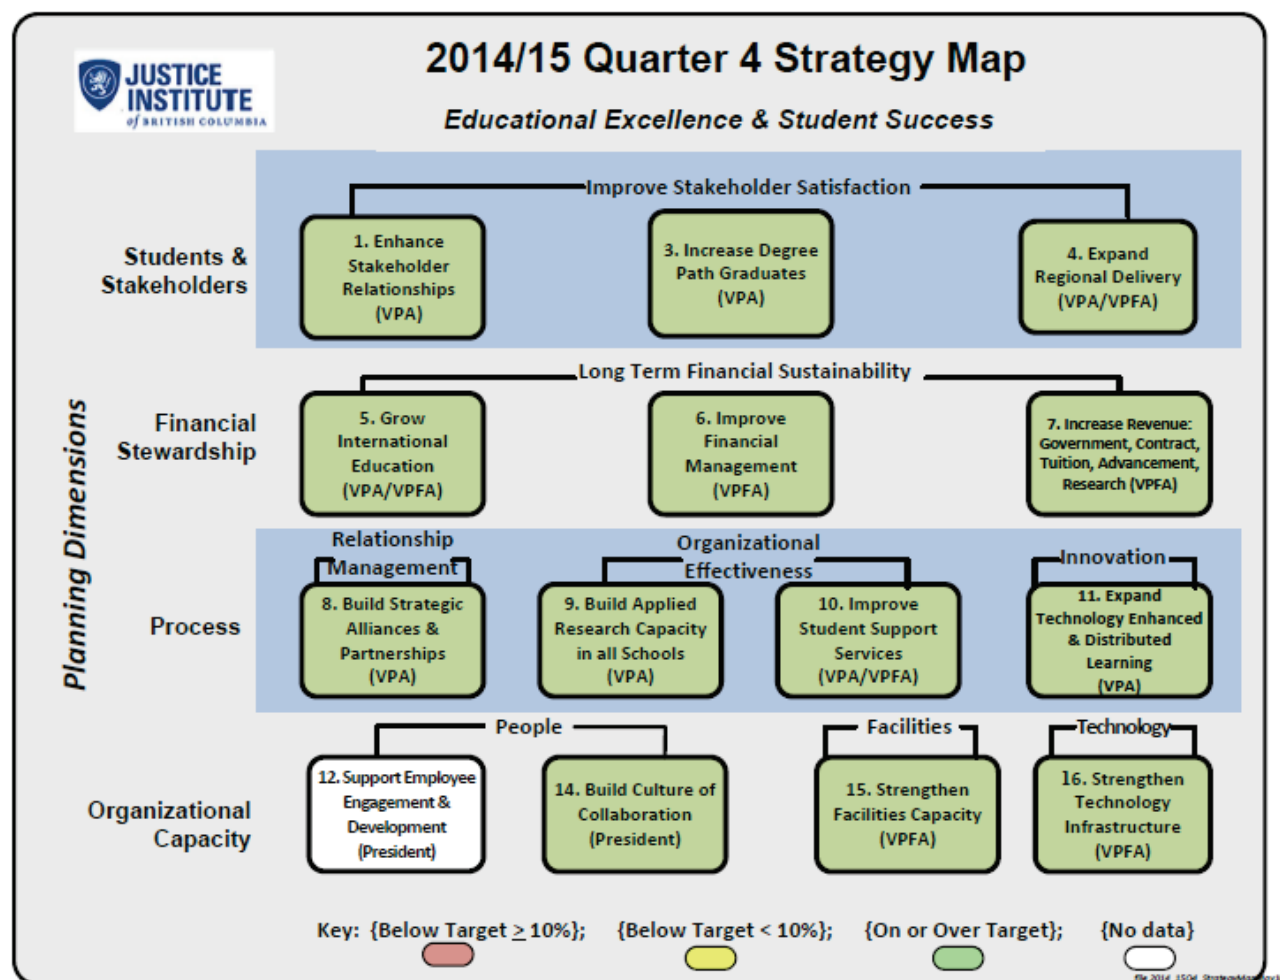 JUSTICE
INSTITUTE
of BRITISH COLUMBIA
2014/15 Quarter 4 Strategy Map
Educational Excellence & Student Success
Planning Dimensions
Students &
Stakeholders
Improve Stakeholder Satisfaction
1. Enhance
Stakeholder
Relationships
(VPA)
3. Increase Degree
Path Graduates
(VPA)
4. Expand
Regional Delivery
(VPA/VPFA)
Financial
Stewardship
Long Term Financial Sustainability
5. Grow
International
Education
(VPA/VPFA)
6. Improve
Financial
Management
(VPFA)
7. Increase Revenue:
Government, Contract,
Tuition, Advancement,
Research (VPFA)
Process
Relationship
Management
8. Build Strategic
Alliances &
Partnerships
(VPA)
Organizational
Effectiveness
9. Build Applied
Research Capacity
in all Schools
(VPA)
10. Improve
Student Support
Services
(VPA/VPFA)
Innovation
11. Expand
Technology Enhanced
& Distributed
Learning
(VPA)
Organizational
Capacity
People
12. Support Employee
Engagement &
Development
(President)
14. Build Culture of
Collaboration
(President)
Facilities
15. Strengthen
Facilities Capacity
(VPFA)
Technology
16. Strengthen
Technology
Infrastructure
(VPFA)
Key: {Below Target ≥ 10%}; {Below Target < 10%}; {On or Over Target}; {No data}